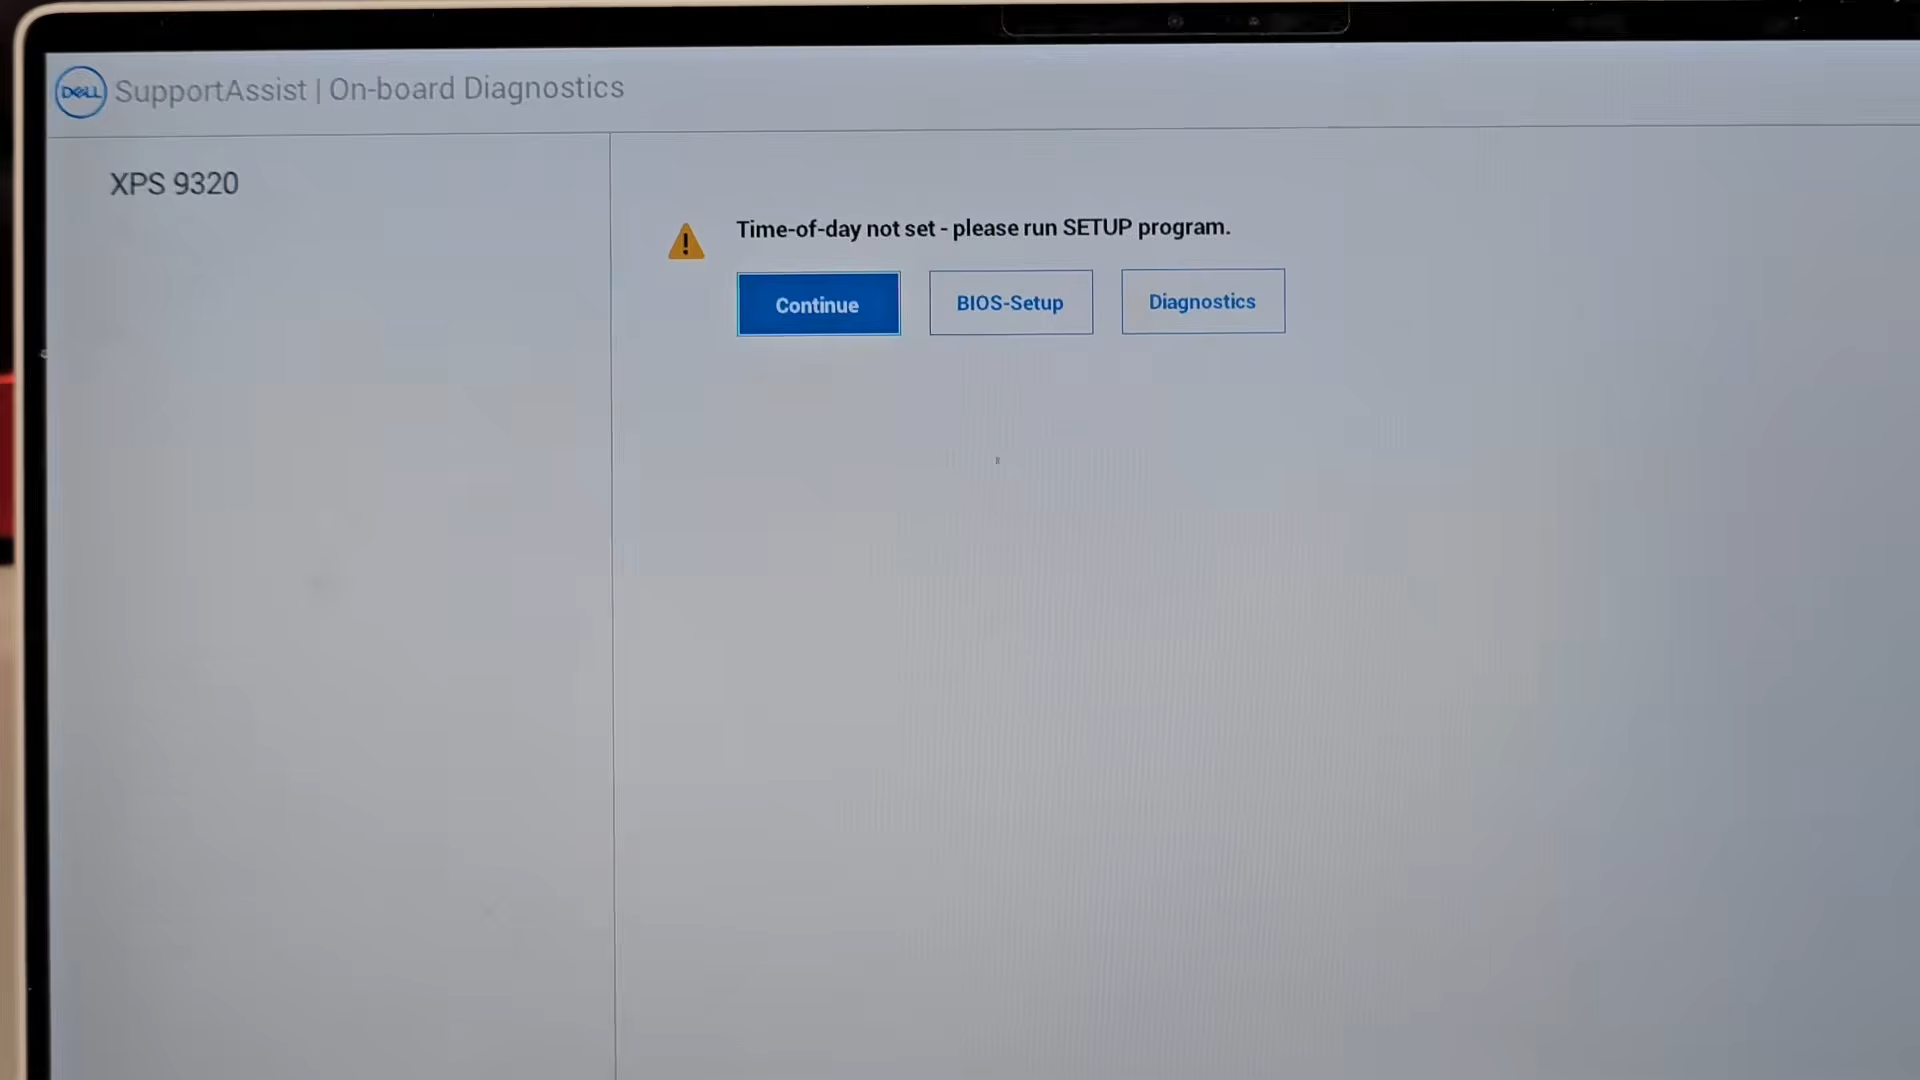 DELL SupportAssist | On-board Diagnostics
XPS 9320
Time-of-day not set - please run SETUP program.
Continue BIOS-Setup Diagnostics